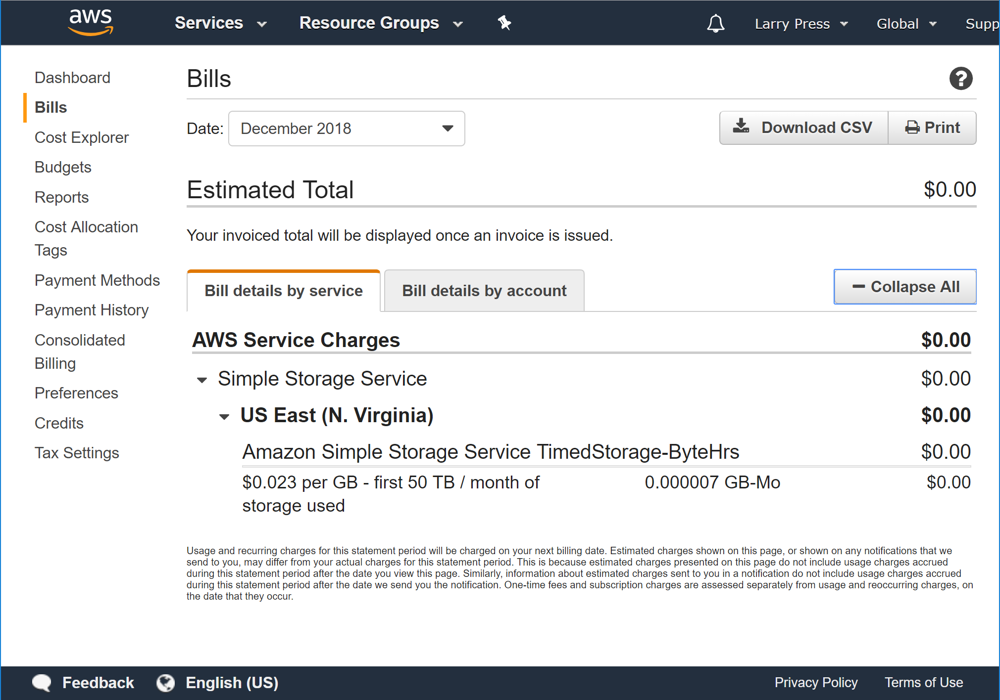 aws
Services
Resource Groups
Larry Press
Global
Supp
Dashboard
Bills
Cost Explorer
Budgets
Reports
Cost Allocation
Tags
Payment Methods
Payment History
Consolidated
Billing
Preferences
Credits
Tax Settings
Bills
Date: December 2018
Download CSV
Print
Estimated Total $0.00
Your invoiced total will be displayed once an invoice is issued.
Bill details by service
Bill details by account
Collapse All
AWS Service Charges $0.00
Simple Storage Service $0.00
US East (N. Virginia) $0.00
Amazon Simple Storage Service TimedStorage-ByteHrs $0.00
$0.023 per GB - first 50 TB / month of 0.000007 GB-Mo $0.00
storage used
Usage and recurring charges for this statement period will be charged on your next billing date. Estimated charges shown on this page, or shown on any notifications that we
send to you, may differ from your actual charges for this statement period. This is because estimated charges presented on this page do not include usage charges accrued
during this statement period after the date you view this page. Similarly, information about estimated charges sent to you in a notification do not include usage charges accrued
during this statement period after the date we send you the notification. One-time fees and subscription charges are assessed separately from usage and reoccurring charges, on
the date that they occur.
Feedback
English (US)
Privacy Policy
Terms of Use